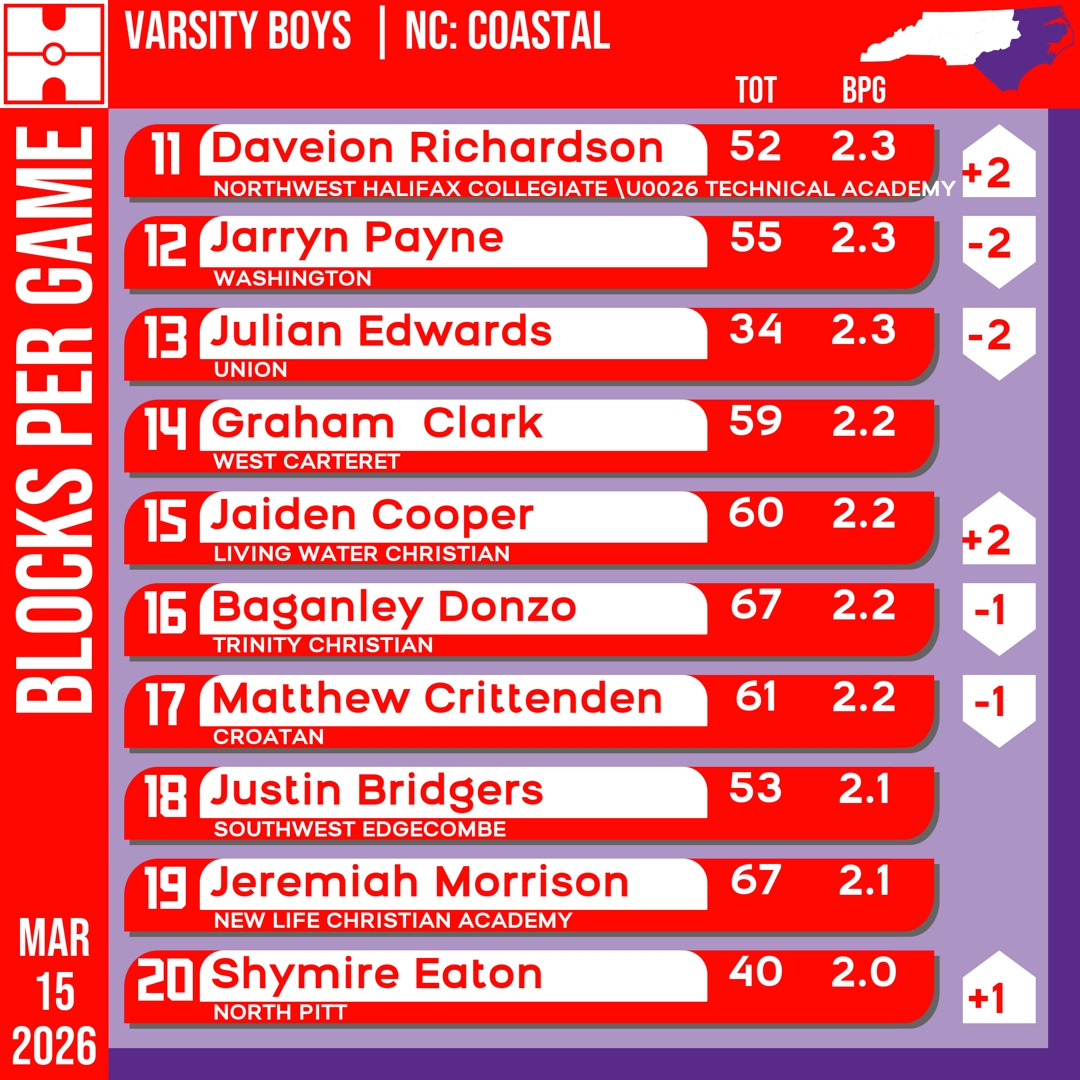 VARSITY BOYS | NC: COASTAL
TOT BPG
BLOCKS PER GAME
11 Daveion Richardson 52 2.3 +2
NORTHWEST HALIFAX COLLEGIATE \U0026 TECHNICAL ACADEMY
12 Jarryn Payne 55 2.3 -2
WASHINGTON
13 Julian Edwards 34 2.3 -2
UNION
14 Graham  Clark 59 2.2
WEST CARTERET
15 Jaiden Cooper 60 2.2 +2
LIVING WATER CHRISTIAN
16 Baganley Donzo 67 2.2 -1
TRINITY CHRISTIAN
17 Matthew Crittenden 61 2.2 -1
CROATAN
18 Justin Bridgers 53 2.1
SOUTHWEST EDGECOMBE
19 Jeremiah Morrison 67 2.1
NEW LIFE CHRISTIAN ACADEMY
20 Shymire Eaton 40 2.0 +1
NORTH PITT
MAR
15
2026